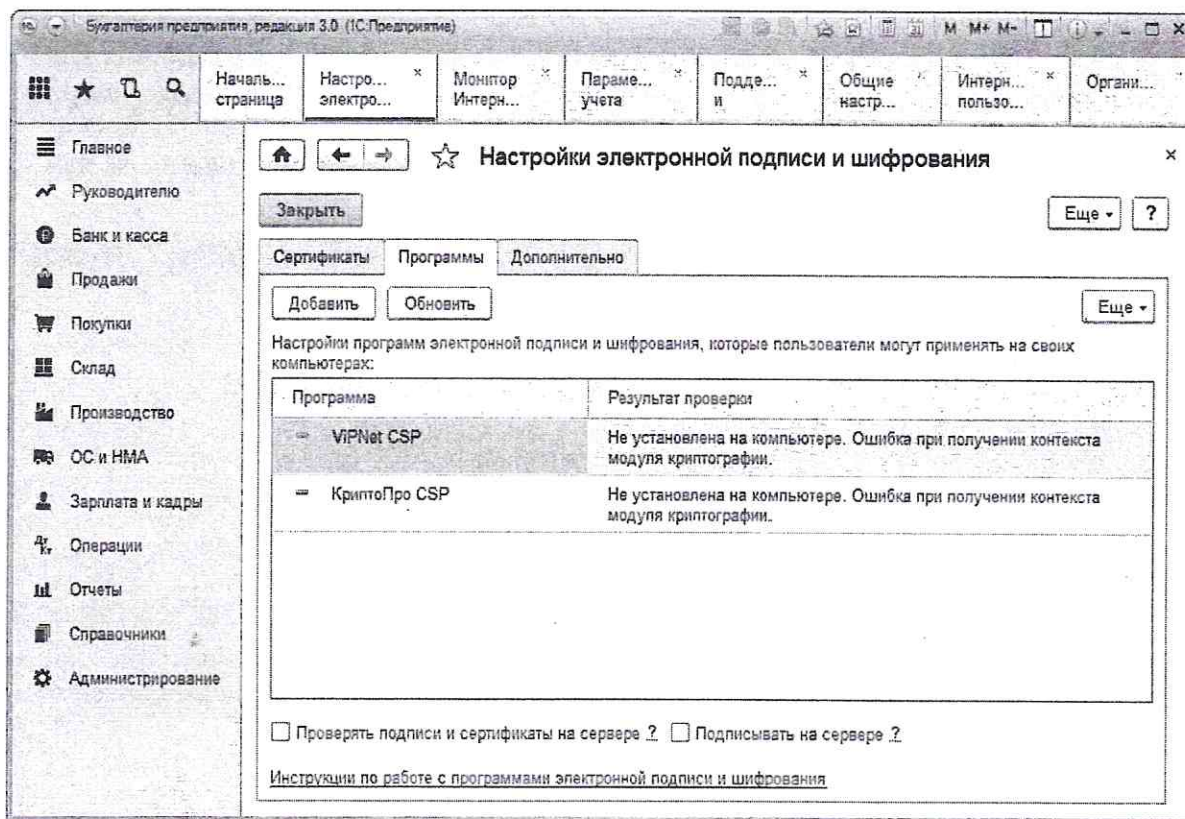 Бухгалтерия предприятия, редакция 3.0 (1С:Предприятие)
M M+ M-
Началь... страница
Настро... электро...
Монитор Интерн...
Параме... учета
Подде... и
Общие настр...
Интерн... пользо...
Органи...
Главное
Руководителю
Банк и касса
Продажи
Покупки
Склад
Производство
ОС и НМА
Зарплата и кадры
Операции
Отчеты
Справочники
Администрирование
Настройки электронной подписи и шифрования
Закрыть
Еще
?
Сертификаты
Программы
Дополнительно
Добавить
Обновить
Еще
Настройки программ электронной подписи и шифрования, которые пользователи могут применять на своих
компьютерах:
Программа
Результат проверки
ViPNet CSP
Не установлена на компьютере. Ошибка при получении контекста
модуля криптографии.
КриптоПро CSP
Не установлена на компьютере. Ошибка при получении контекста
модуля криптографии.
Проверять подписи и сертификаты на сервере ?
Подписывать на сервере ?
Инструкции по работе с программами электронной подписи и шифрования